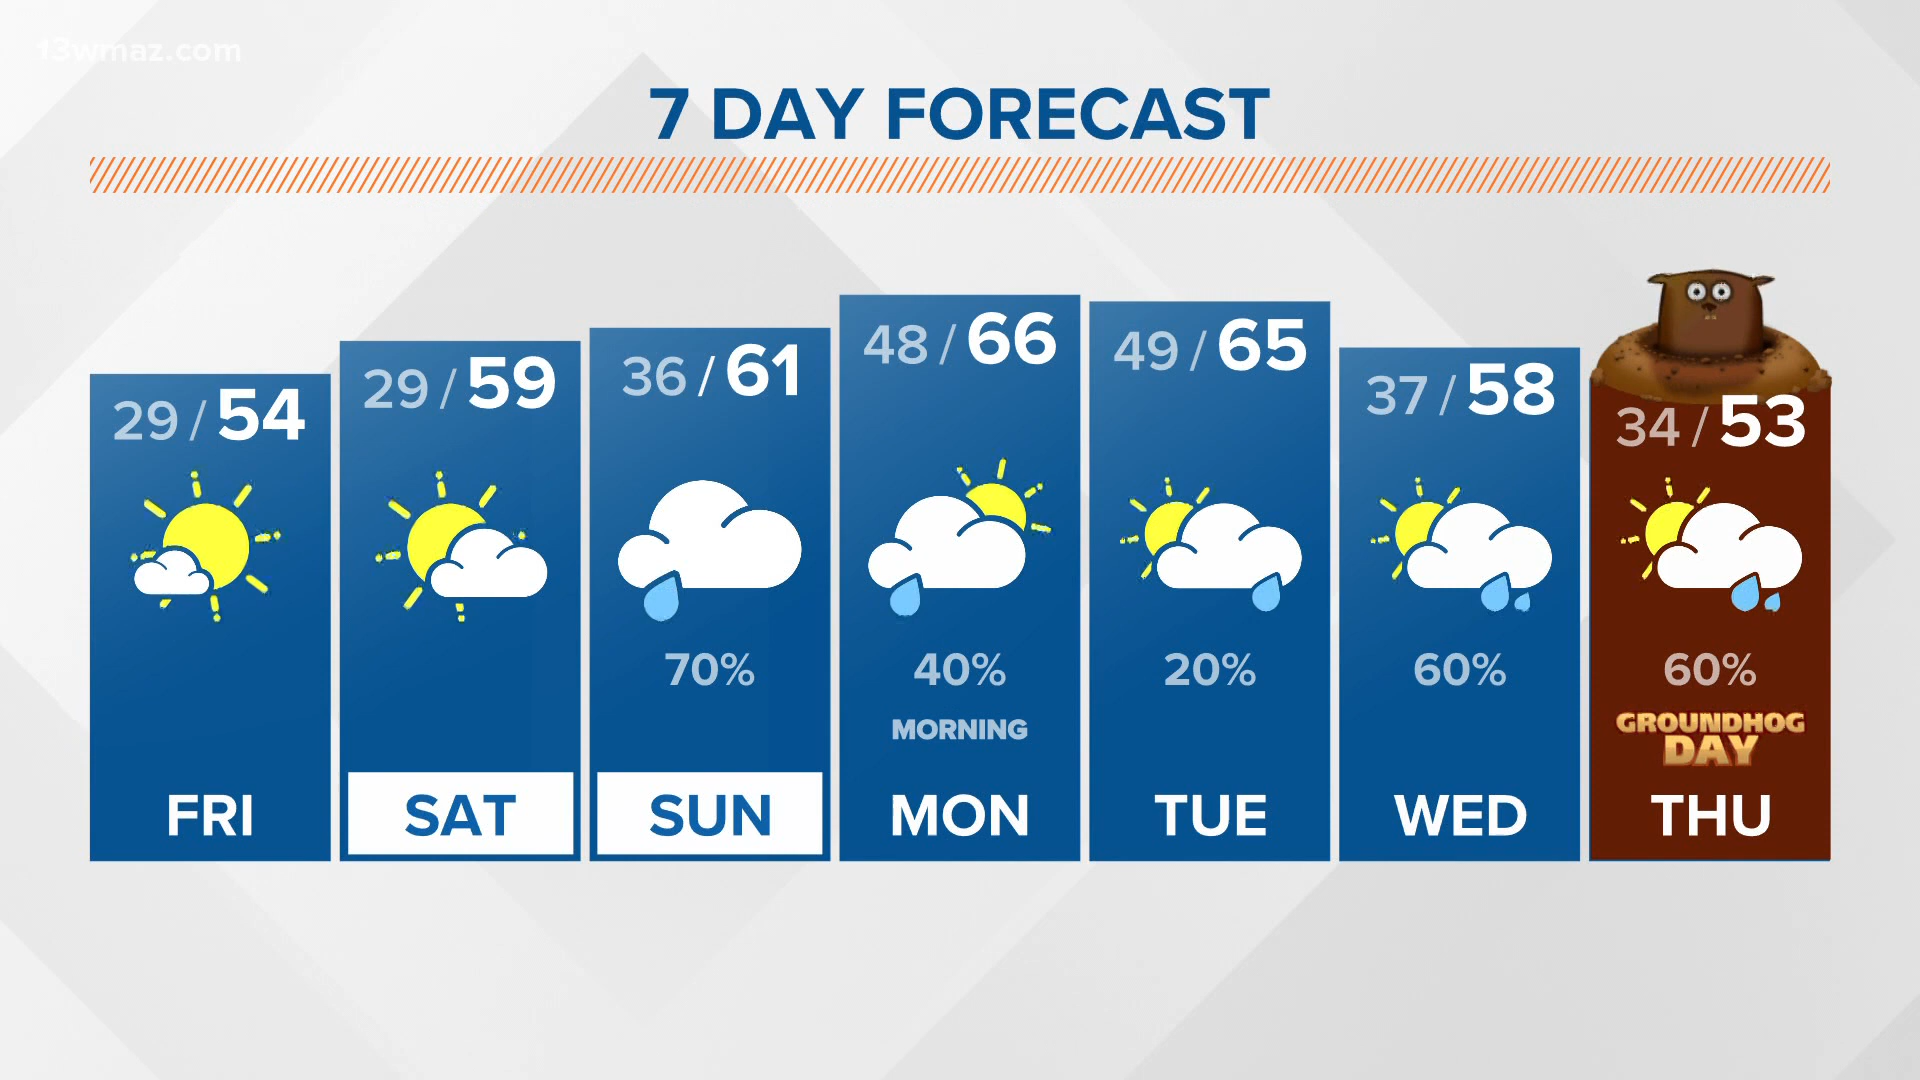 13wmaz.com
7 DAY FORECAST
29 / 54
29 / 59
36 / 61
48 / 66
49 / 65
37 / 58
34 / 53
70%
40%
20%
60%
60%
MORNING
GROUNDHOG
DAY
FRI
SAT
SUN
MON
TUE
WED
THU